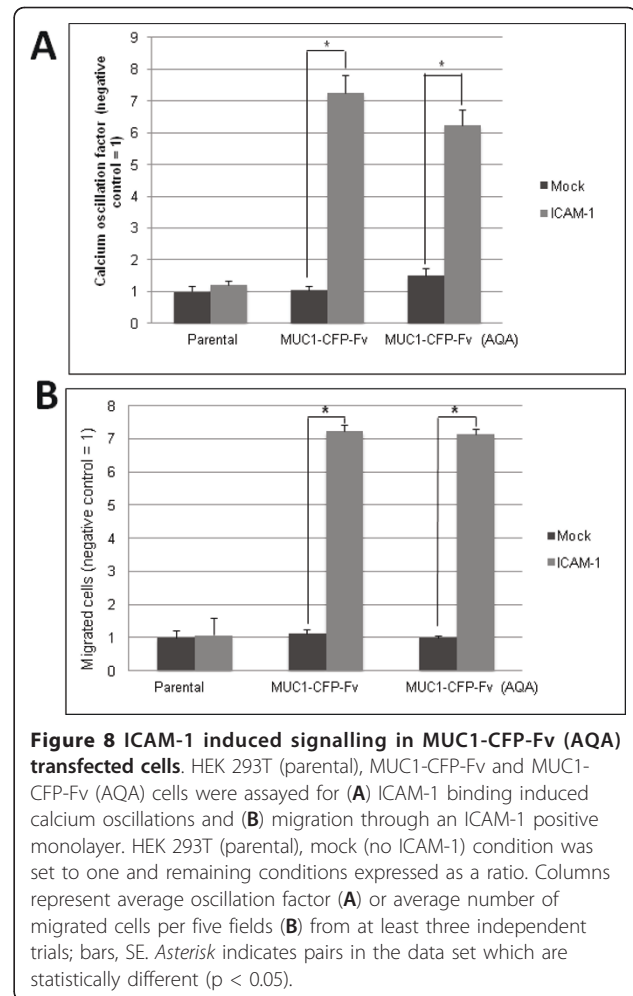 A
Calcium oscillation factor (negative
control = 1)
9
8
7
6
5
4
3
2
1
0
*
*
Mock
ICAM-1
Parental
MUC1-CFP-Fv
MUC1-CFP-Fv (AQA)
B
Migrated cells (negative control = 1)
8
7
6
5
4
3
2
1
0
*
*
Mock
ICAM-1
Parental
MUC1-CFP-Fv
MUC1-CFP-Fv (AQA)
Figure 8 ICAM-1 induced signalling in MUC1-CFP-Fv (AQA)
transfected cells. HEK 293T (parental), MUC1-CFP-Fv and MUC1-
CFP-Fv (AQA) cells were assayed for (A) ICAM-1 binding induced
calcium oscillations and (B) migration through an ICAM-1 positive
monolayer. HEK 293T (parental), mock (no ICAM-1) condition was
set to one and remaining conditions expressed as a ratio. Columns
represent average oscillation factor (A) or average number of
migrated cells per five fields (B) from at least three independent
trials; bars, SE. Asterisk indicates pairs in the data set which are
statistically different (p < 0.05).